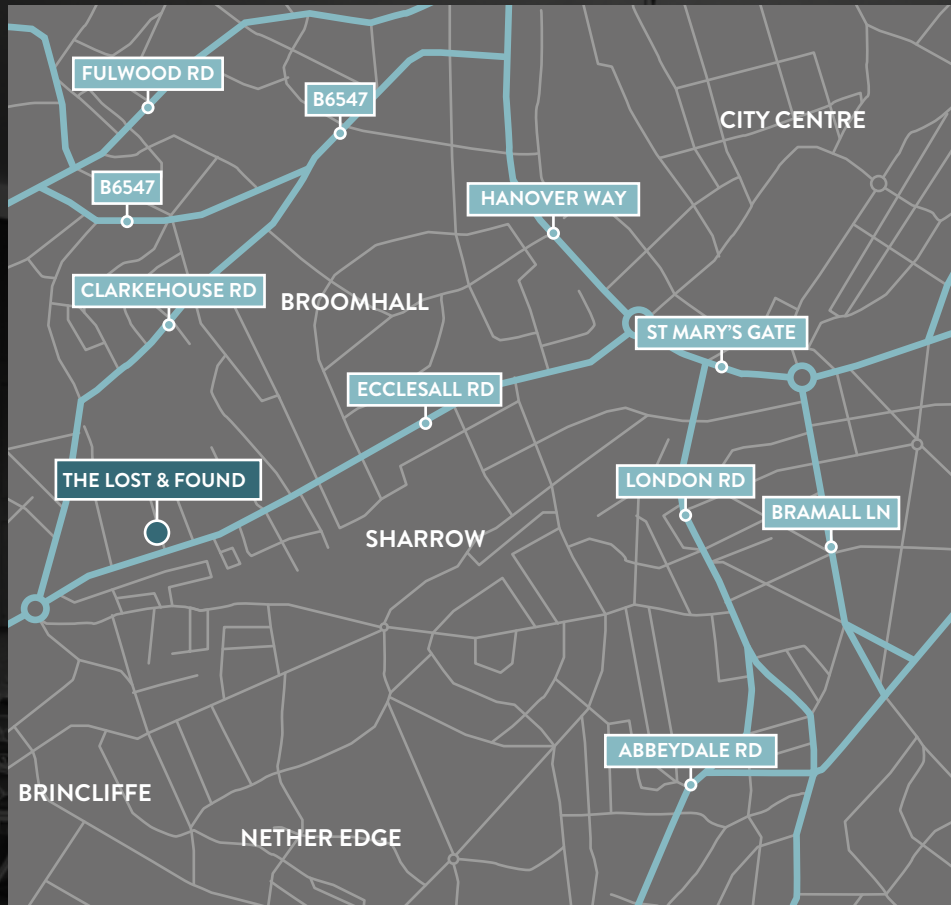 FULWOOD RD
B6547
CITY CENTRE
B6547
HANOVER WAY
CLARKEHOUSE RD
BROOMHALL
ST MARY'S GATE
ECCLESALL RD
THE LOST & FOUND
LONDON RD
BRAMALL LN
SHARROW
ABBEYDALE RD
BRINCLIFFE
NETHER EDGE